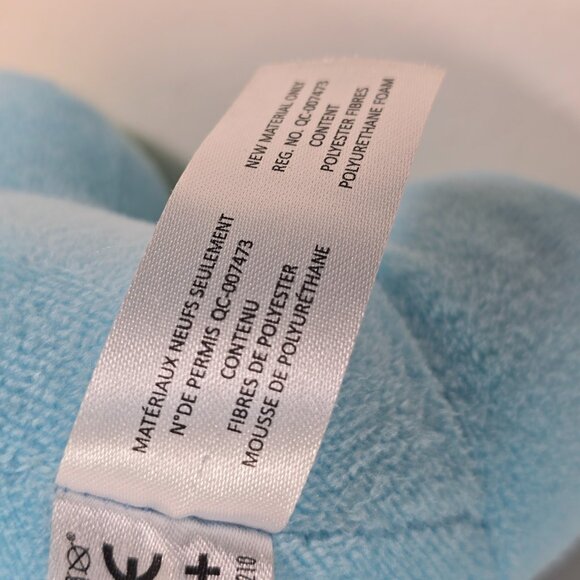 NEW MATERIAL ONLY
REG. NO. QC-007473
CONTENT
POLYESTER FIBRES
POLYURETHANE FOAM
MATÉRIAUX NEUFS SEULEMENT
N°DE PERMIS QC-007473
CONTENU
FIBRES DE POLYESTER
MOUSSE DE POLYURÉTHANE
CE